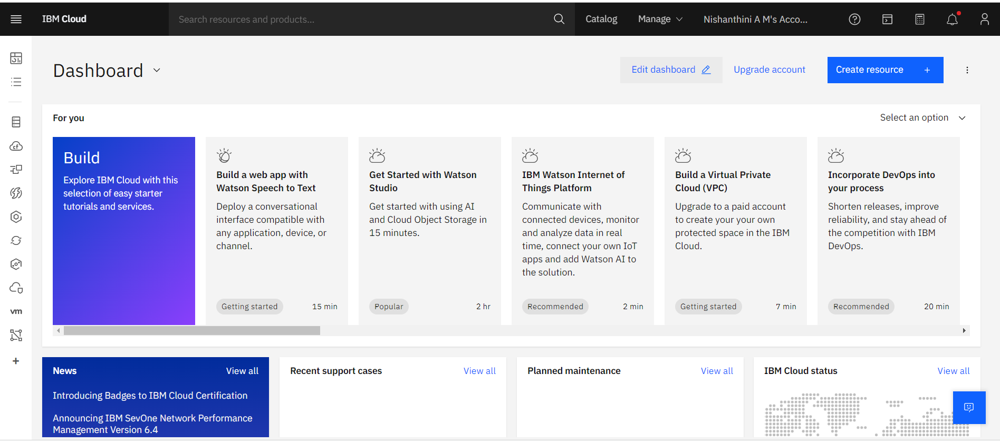 IBM Cloud
Search resources and products...
Catalog
Manage
Nishanthini A M's Acco...
Dashboard
Edit dashboard
Upgrade account
Create resource +
For you
Select an option
Build
Explore IBM Cloud with this
selection of easy starter
tutorials and services.
Build a web app with
Watson Speech to Text
Deploy a conversational
interface compatible with
any application, device, or
channel.
Getting started
15 min
Get Started with Watson
Studio
Get started with using AI
and Cloud Object Storage in
15 minutes.
Popular
2 hr
IBM Watson Internet of
Things Platform
Communicate with
connected devices, monitor
and analyze data in real
time, connect your own IoT
apps and add Watson AI to
the solution.
Recommended
2 min
Build a Virtual Private
Cloud (VPC)
Upgrade to a paid account
to create your your own
protected space in the IBM
Cloud.
Getting started
7 min
Incorporate DevOps into
your process
Shorten releases, improve
reliability, and stay ahead of
the competition with IBM
DevOps.
Recommended
20 min
cf
vm
+
News
View all
Introducing Badges to IBM Cloud Certification
Announcing IBM SevOne Network Performance
Management Version 6.4
Recent support cases
View all
Planned maintenance
View all
IBM Cloud status
View all